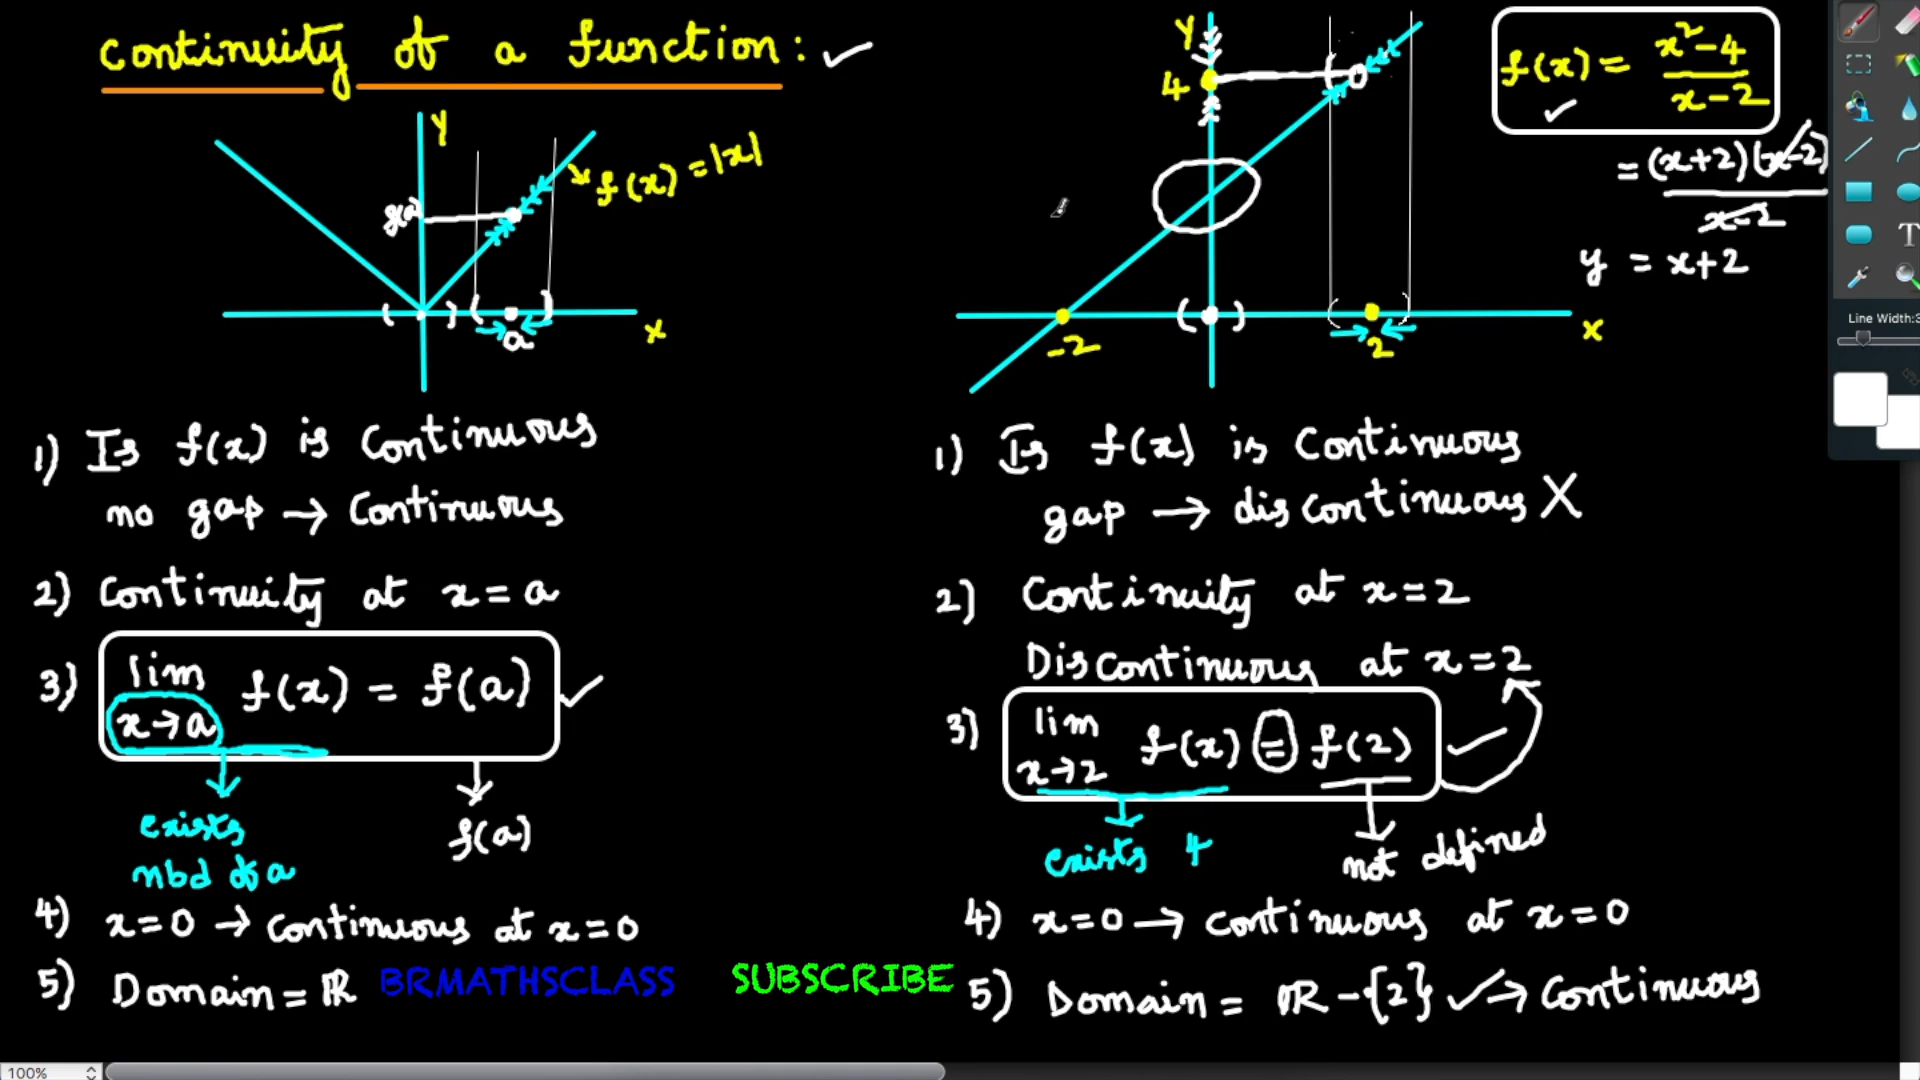 Continuity of a function:
Y
f(x) = |x|
f(a)
a
x
1) Is f(x) is Continuous
no gap → Continuous
2) Continuity at x = a
3) lim f(x) = f(a)
x→a
exists
nbd of a
f(a)
4) x=0 → Continuous at x=0
5) Domain = ℝ
BRMATHSCLASS
SUBSCRIBE
Y
4
-2
2
x
f(x) = x²-4
x-2
= (x+2)(x-2)
x-2
y = x+2
1) Is f(x) is Continuous
gap → discontinuous X
2) Continuity at x=2
Discontinuous at x=2
3) lim f(x) = f(2)
x→2
exists 4
not defined
4) x=0 → continuous at x=0
5) Domain = ℝ - {2} → Continuous
T
Line Width:3
100%